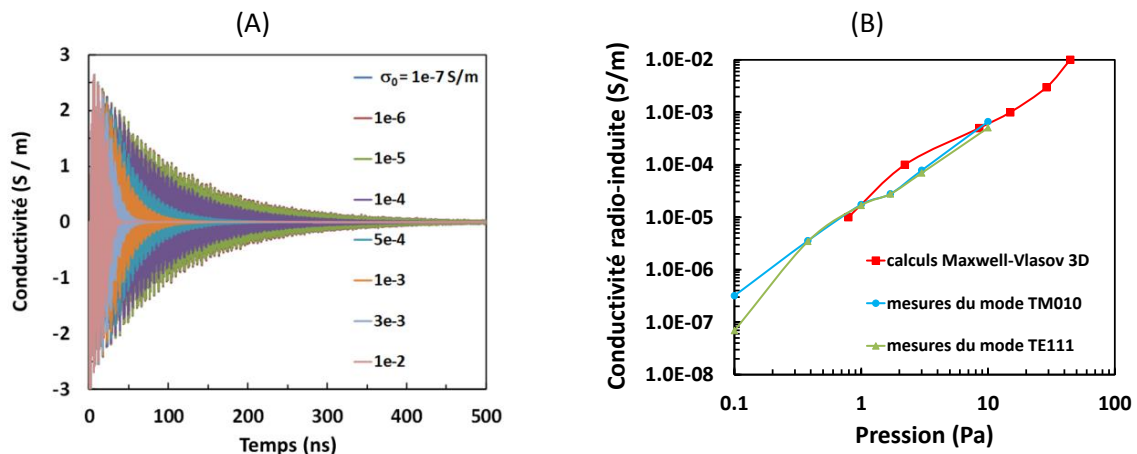 (A)
Conductivité (S / m)
3
2
1
0
-1
-2
-3
0 100 200 300 400 500
Temps (ns)
σ0 = 1e-7 S/m
1e-6
1e-5
1e-4
5e-4
1e-3
3e-3
1e-2
(B)
Conductivité radio-induite (S/m)
1.0E-02
1.0E-03
1.0E-04
1.0E-05
1.0E-06
1.0E-07
1.0E-08
0.1 1 10 100
Pression (Pa)
calculs Maxwell-Vlasov 3D
mesures du mode TM010
mesures du mode TE111